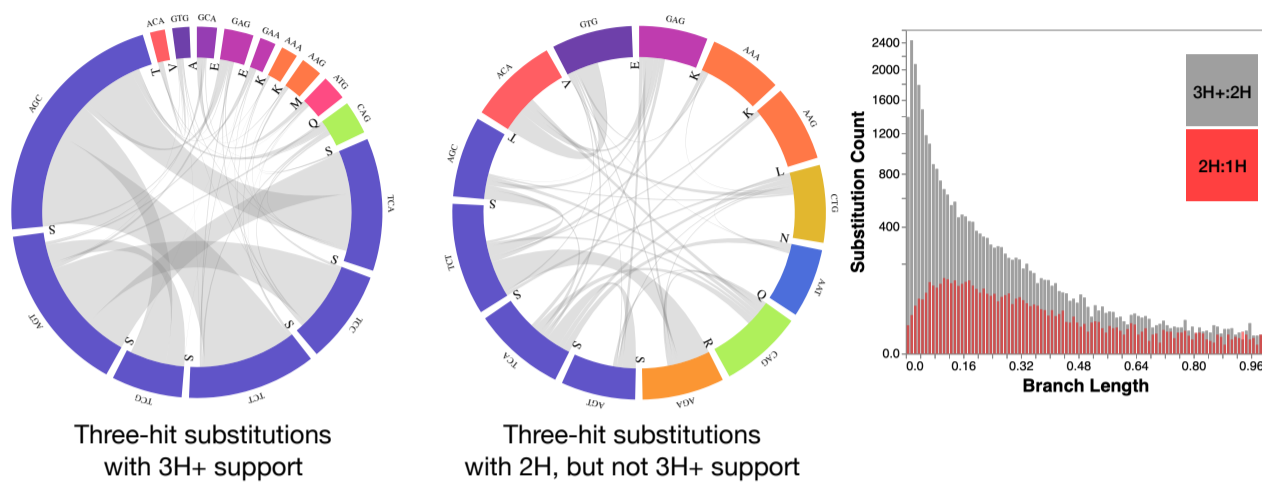 ACA
GTG
GCA
GAG
GAA
AAA
AAG
ATG
CAG
TCA
TCC
TCT
TCG
AGT
AGC
T
V
A
E
E
K
K
M
Q
S
S
S
S
S
S
Three-hit substitutions
with 3H+ support
GTG
GAG
AAA
AAG
CTG
AAT
CAG
AGA
AGT
TCA
TCT
AGC
ACA
V
E
K
K
L
N
Q
R
S
S
S
S
T
Three-hit substitutions
with 2H, but not 3H+ support
Substitution Count
2400
2000
1600
1200
800
400
0.0
3H+:2H
2H:1H
0.0 0.16 0.32 0.48 0.64 0.80 0.96
Branch Length